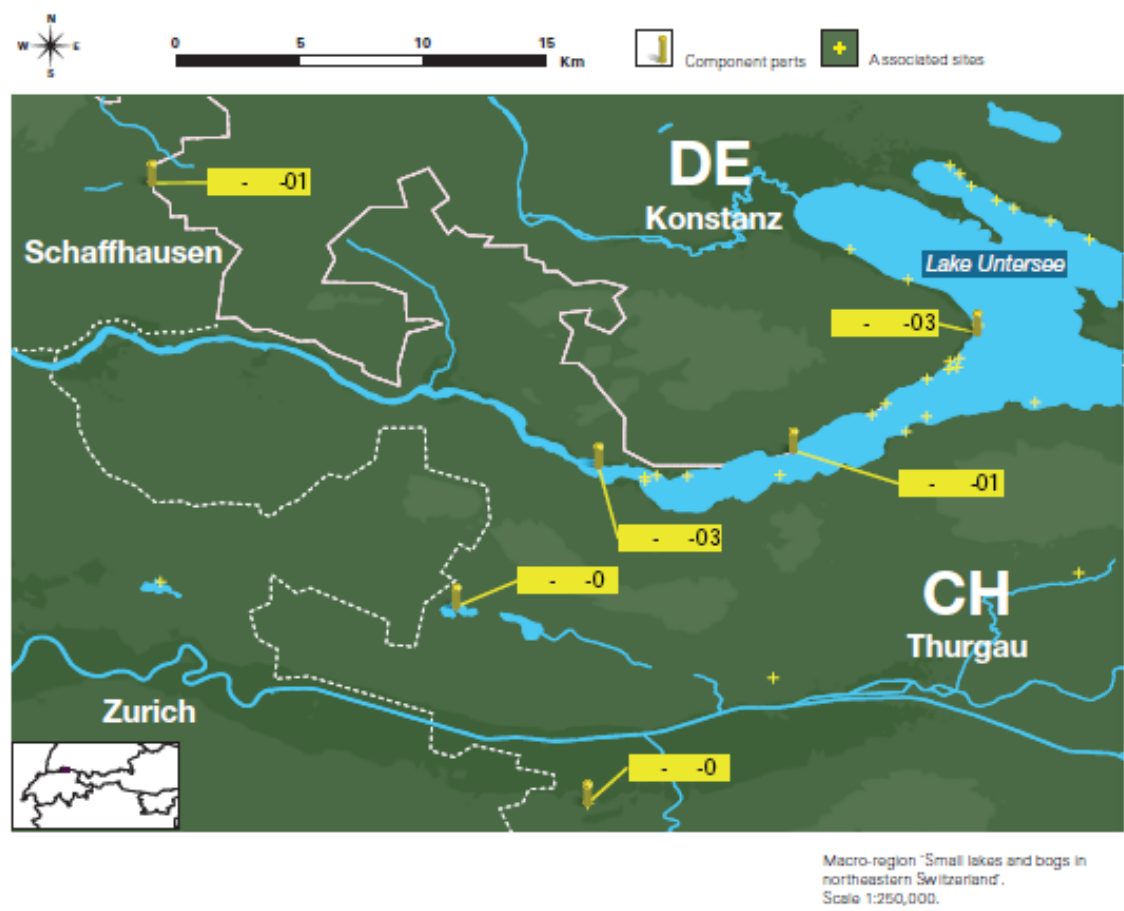 N
W E
S
0 5 10 15
Km
Component parts
Associated sites
DE
Konstanz
- -01
Schaffhausen
Lake Untersee
- -03
- -01
- -03
- -0
CH
Thurgau
Zurich
- -0
Macro-region "Small lakes and bogs in
northeastern Switzerland".
Scale 1:250,000.